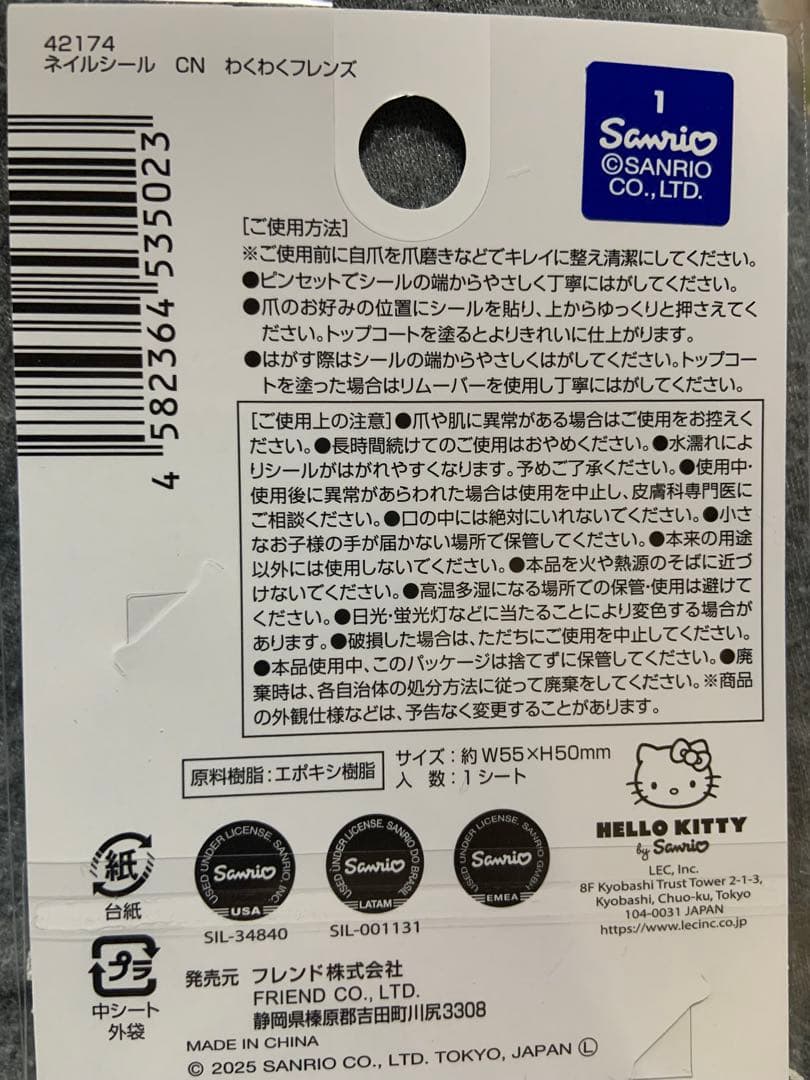 42174
ネイルシール　CN　わくわくフレンズ
4 582364 535023
1
Sanrio
©SANRIO
CO.,LTD.
[ご使用方法]
※ご使用前に自爪を爪磨きなどでキレイに整え清潔にしてください。
●ピンセットでシールの端からやさしく丁寧にはがしてください。
●爪のお好みの位置にシールを貼り、上からゆっくりと押さえてく
ださい。トップコートを塗るとよりきれいに仕上がります。
●はがす際はシールの端からやさしくはがしてください。トップコー
トを塗った場合はリムーバーを使用し丁寧にはがしてください。
[ご使用上の注意]●爪や肌に異常がある場合はご使用をお控えく
ださい。●長時間続けてのご使用はおやめください。●水濡れによ
りシールがはがれやすくなります。予めご了承ください。●使用中・
使用後に異常があらわれた場合は使用を中止し、皮膚科専門医に
ご相談ください。●口の中には絶対にいれないでください。●小さ
なお子様の手が届かない場所で保管してください。●本来の用途
以外には使用しないでください。●本品を火や熱源のそばに近づ
けないでください。●高温多湿になる場所での保管・使用は避けて
ください。●日光・蛍光灯などに当たることにより変色する場合が
あります。●破損した場合は、ただちにご使用を中止してください。
●本品使用中、このパッケージは捨てずに保管してください。●廃
棄時は、各自治体の処分方法に従って廃棄をしてください。※商品
の外観仕様などは、予告なく変更することがあります。
原料樹脂：エポキシ樹脂
サイズ：約 W55×H50mm
入　数：1シート
HELLO KITTY
by Sanrio
LEC, Inc.
8F Kyobashi Trust Tower 2-1-3,
Kyobashi, Chuo-ku, Tokyo
104-0031 JAPAN
https://www.lecinc.co.jp
紙
台紙
USED UNDER LICENSE. SANRIO, INC.
Sanrio
USA
SIL-34840
USED UNDER LICENSE. SANRIO DO BRASIL
Sanrio
LATAM
SIL-001131
USED UNDER LICENSE. SANRIO GMBH
Sanrio
EMEA
プラ
中シート
外袋
発売元　フレンド株式会社
FRIEND CO., LTD.
静岡県榛原郡吉田町川尻3308
MADE IN CHINA
© 2025 SANRIO CO., LTD. TOKYO, JAPAN Ⓛ